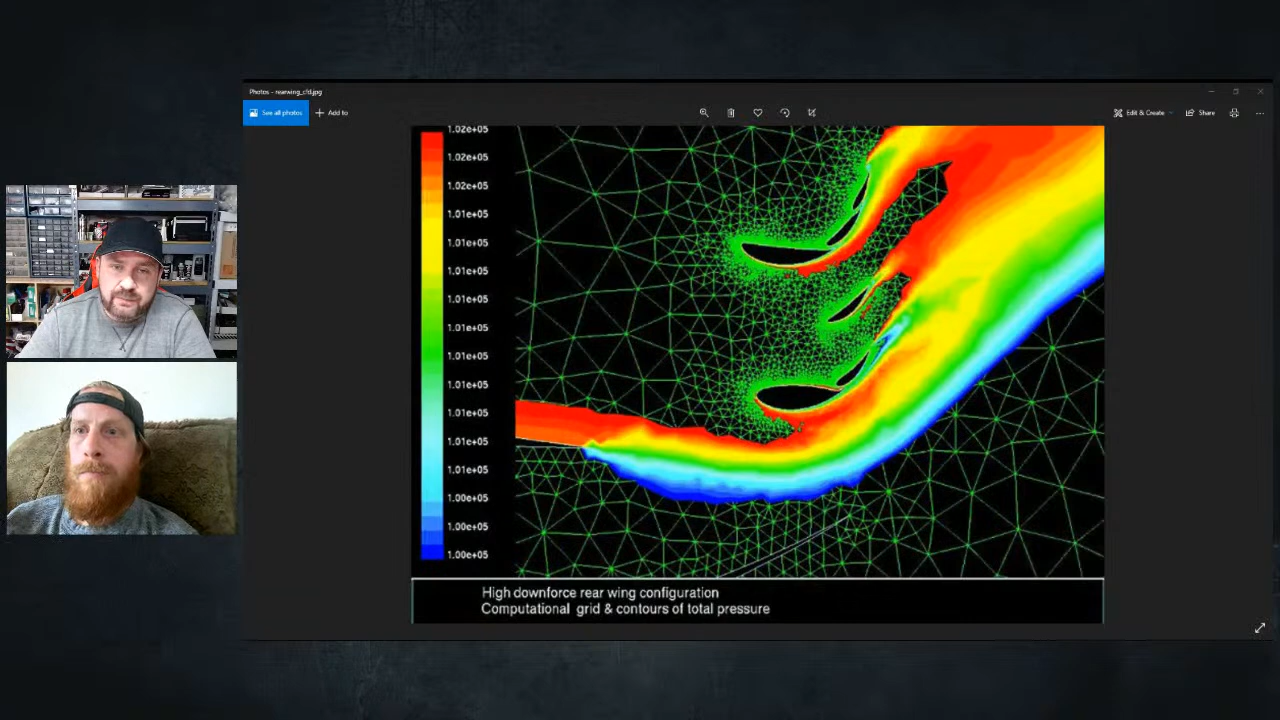 Photos - rearwing_cfd.jpg
See all photos
Add to
Edit & Create
Share
1.02e+05
1.02e+05
1.02e+05
1.01e+05
1.01e+05
1.01e+05
1.01e+05
1.01e+05
1.01e+05
1.01e+05
1.01e+05
1.01e+05
1.01e+05
1.00e+05
1.00e+05
1.00e+05
High downforce rear wing configuration
Computational grid & contours of total pressure